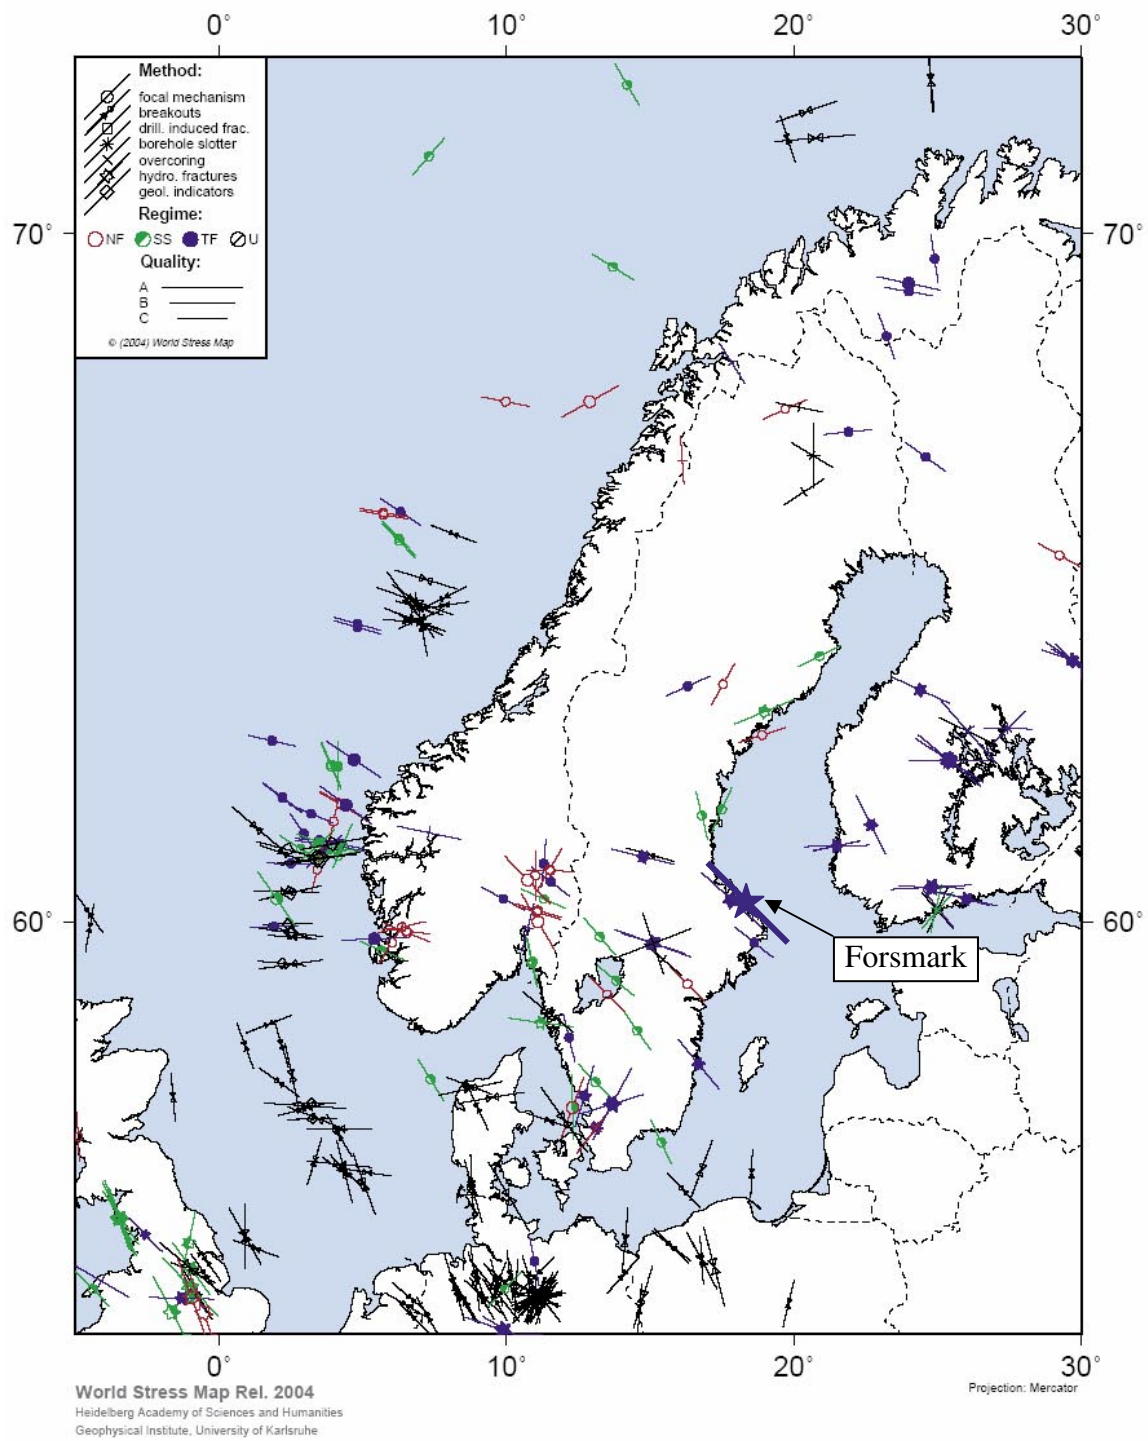 0° 10° 20° 30°
Method:
focal mechanism
breakouts
drill. induced frac.
borehole slotter
overcoring
hydro. fractures
geol. indicators
Regime:
NF SS TF U
Quality:
A
B
C
© (2004) World Stress Map
70° 70°
60° 60°
Forsmark
0° 10° 20° 30°
World Stress Map Rel. 2004
Heidelberg Academy of Sciences and Humanities
Geophysical Institute, University of Karlsruhe
Projection: Mercator